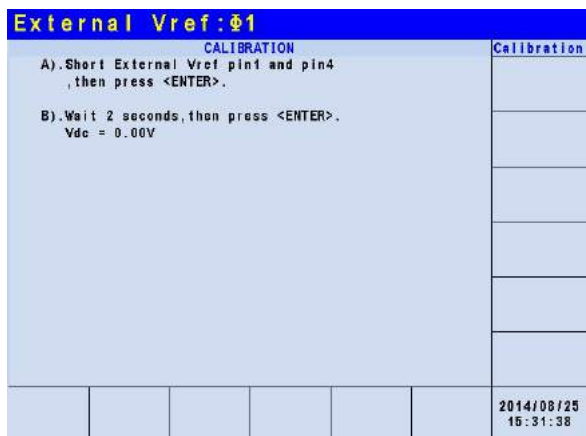 External Vref:Φ1
CALIBRATION
Calibration
A).Short External Vref pin1 and pin4
,then press <ENTER>.
B).Wait 2 seconds,then press <ENTER>.
Vdc = 0.00V
2014/08/25
15:31:38